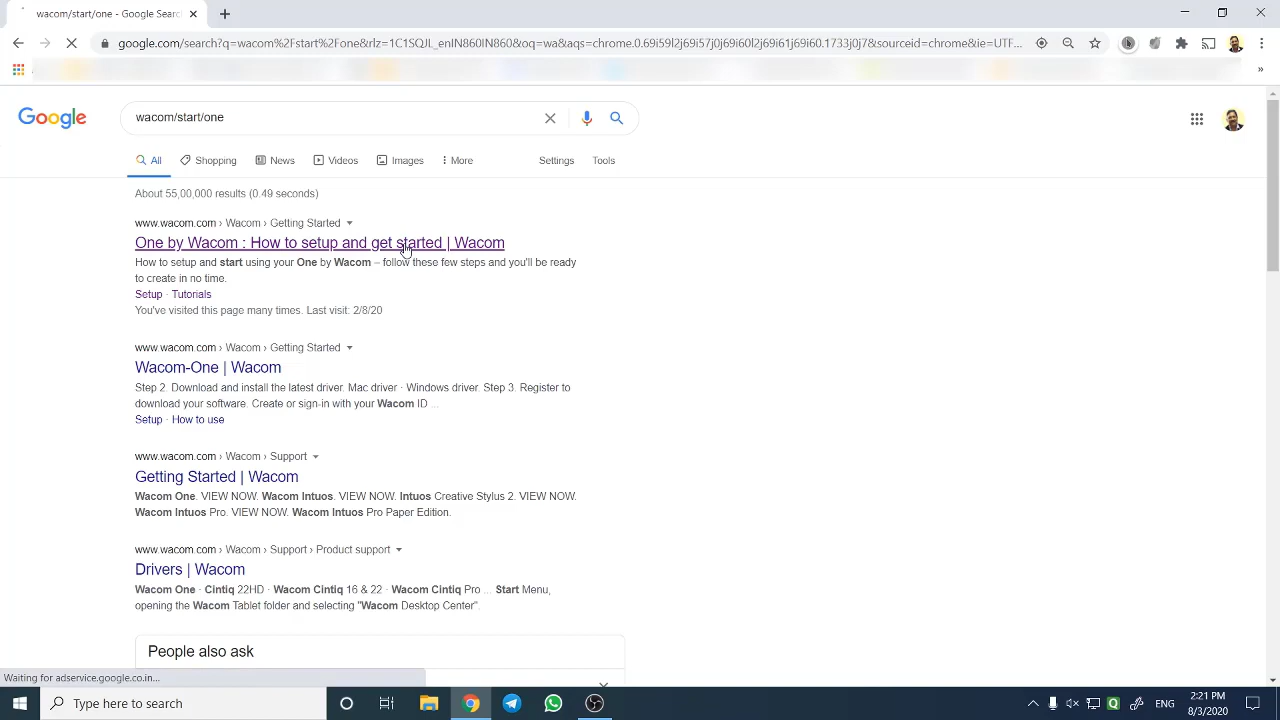 wacom/start/one - Google Searc
google.com/search?q=wacom%2Fstart%2Fone&rlz=1C1SQJL_enIN860IN860&oq=wa&aqs=chrome.0.69i59l2j69i57j0j69i60l2j69i61j69i60.1733j0j7&sourceid=chrome&ie=UTF...
Google
wacom/start/one
All
Shopping
News
Videos
Images
More
Settings
Tools
About 55,00,000 results (0.49 seconds)
www.wacom.com › Wacom › Getting Started
One by Wacom : How to setup and get started | Wacom
How to setup and start using your One by Wacom – follow these few steps and you'll be ready
to create in no time.
Setup · Tutorials
You've visited this page many times. Last visit: 2/8/20
www.wacom.com › Wacom › Getting Started
Wacom-One | Wacom
Step 2. Download and install the latest driver. Mac driver · Windows driver. Step 3. Register to
download your software. Create or sign-in with your Wacom ID ...
Setup · How to use
www.wacom.com › Wacom › Support
Getting Started | Wacom
Wacom One. VIEW NOW. Wacom Intuos. VIEW NOW. Intuos Creative Stylus 2. VIEW NOW.
Wacom Intuos Pro. VIEW NOW. Wacom Intuos Pro Paper Edition.
www.wacom.com › Wacom › Support › Product support
Drivers | Wacom
Wacom One · Cintiq 22HD · Wacom Cintiq 16 & 22 · Wacom Cintiq Pro ... Start Menu,
opening the Wacom Tablet folder and selecting "Wacom Desktop Center".
People also ask
Waiting for adservice.google.co.in...
Type here to search
ENG
2:21 PM
8/3/2020